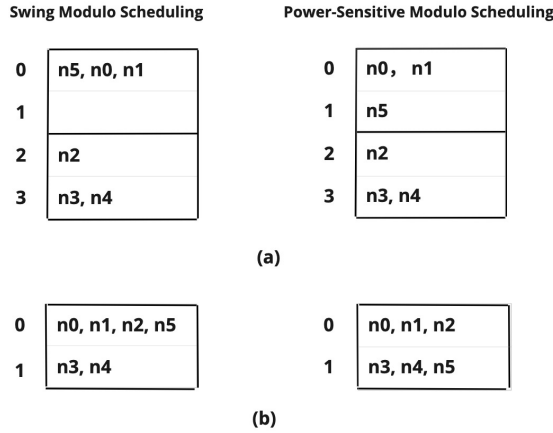 Swing Modulo Scheduling
Power-Sensitive Modulo Scheduling
0 n5, n0, n1
1
2 n2
3 n3, n4
0 n0， n1
1 n5
2 n2
3 n3, n4
(a)
0 n0, n1, n2, n5
1 n3, n4
0 n0, n1, n2
1 n3, n4, n5
(b)